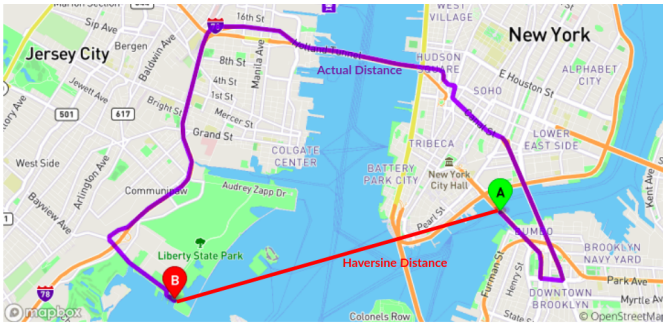 16th St
WEST
VILLAGE
New York
Sip Ave
Bergen
Baldwin Ave
Jersey City
Manila Ave
Holland Tunnel
Actual Distance
HUDSON
SQUARE
E Houston St
ALPHABET
CITY
8th St
4th St
1st St
Jewett Ave
Bright St
501
617
SOHO
Canal St
Grand St
COLGATE
CENTER
TRIBECA
LOWER
EAST SIDE
West Side
Arlington Ave
Communipaw
Audrey Zapp Dr
BATTERY
PARK CITY
New York
City Hall
A
Kent Ave
Bayview Ave
Pearl St
DUMBO
Liberty State Park
Haversine Distance
B
BROOKLYN
NAVY YARD
Furman St
Henry St
Park Ave
DOWNTOWN
BROOKLYN
Myrtle Av
78
mapbox
Colonels Row
State S
© OpenStreetMap